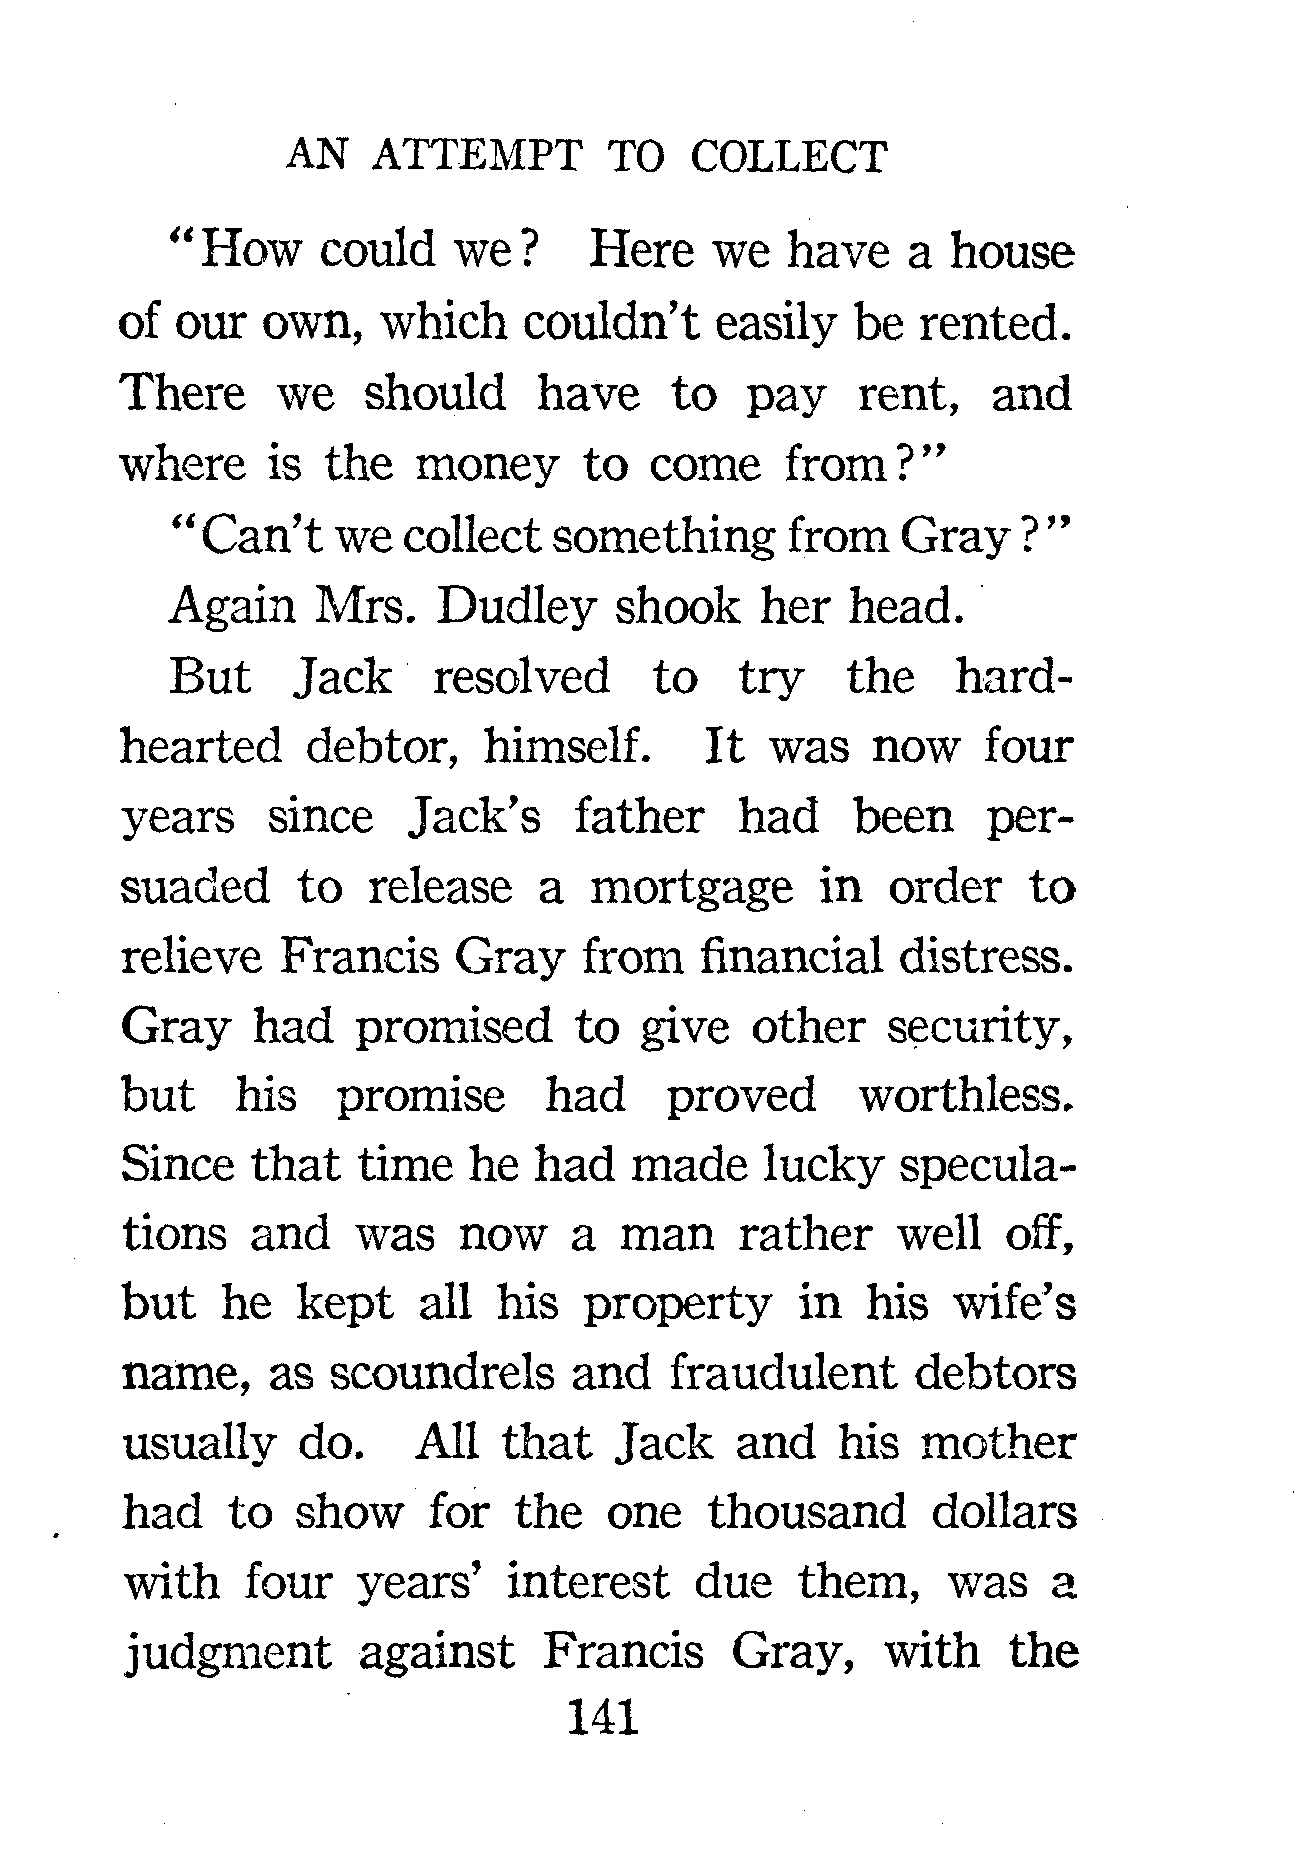 AN ATTEMPT TO COLLECT
"How could we? Here we have a house
of our own, which couldn't easily be rented.
There we should have to pay rent, and
where is the money to come from?"
"Can't we collect something from Gray?"
Again Mrs. Dudley shook her head.
But Jack resolved to try the hard-
hearted debtor, himself. It was now four
years since Jack's father had been per-
suaded to release a mortgage in order to
relieve Francis Gray from financial distress.
Gray had promised to give other security,
but his promise had proved worthless.
Since that time he had made lucky specula-
tions and was now a man rather well off,
but he kept all his property in his wife's
name, as scoundrels and fraudulent debtors
usually do. All that Jack and his mother
had to show for the one thousand dollars
with four years' interest due them, was a
judgment against Francis Gray, with the
141